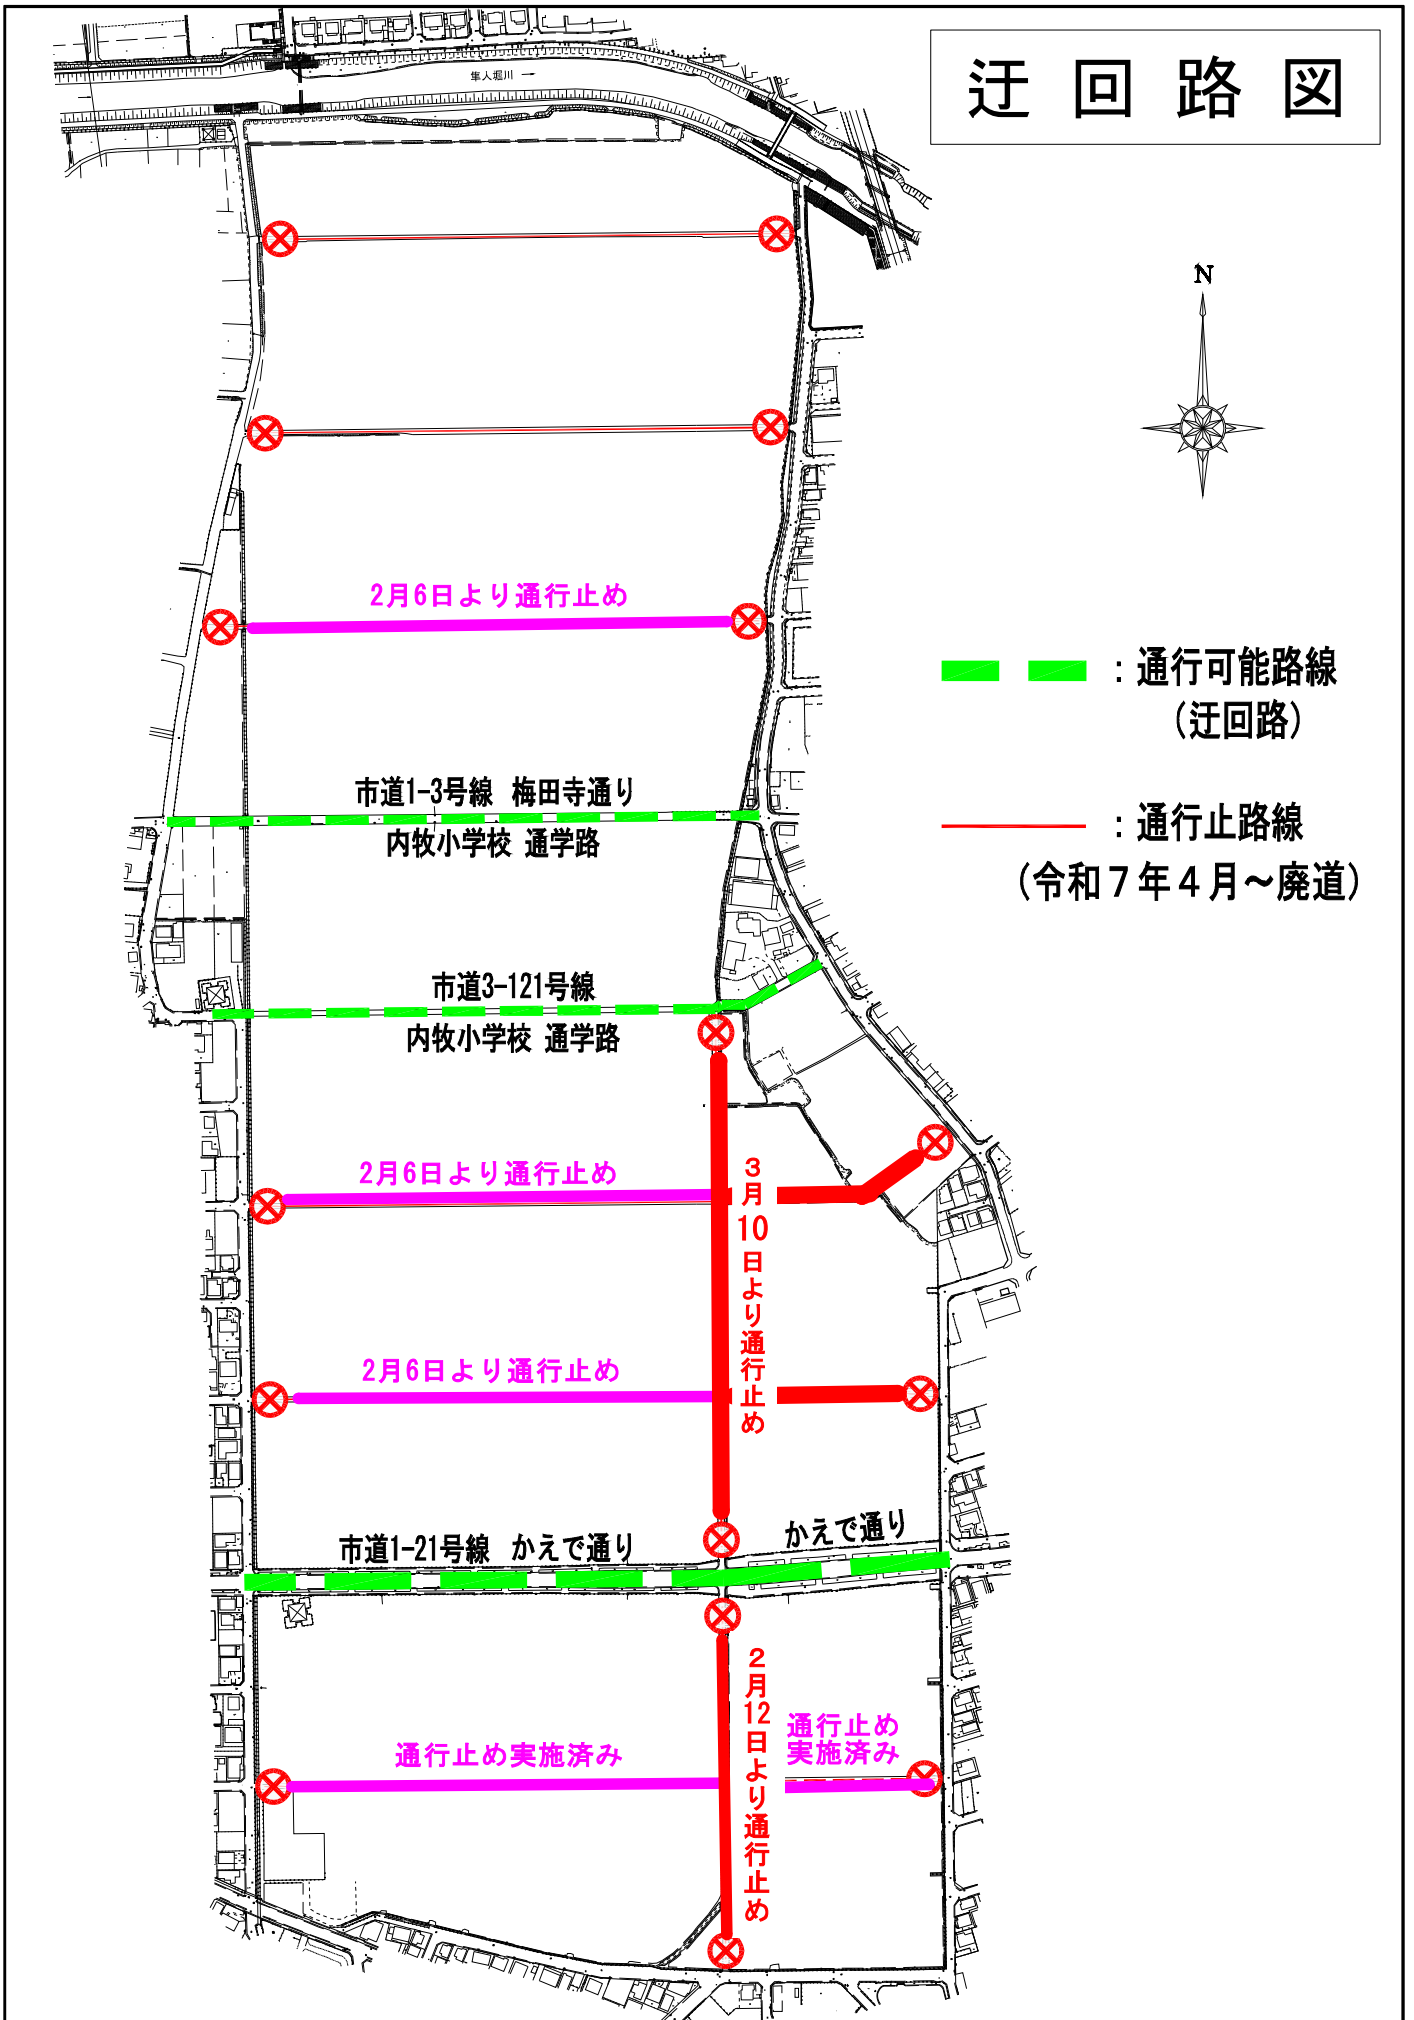 迂回路図
隼人堀川
N
2月6日より通行止め
：通行可能路線
(迂回路)
市道1-3号線 梅田寺通り
内牧小学校 通学路
：通行止路線
(令和７年４月～廃道)
市道3-121号線
内牧小学校 通学路
2月6日より通行止め
3月10日より通行止め
2月6日より通行止め
市道1-21号線 かえで通り
かえで通り
2月12日より通行止め
通行止め実施済み
通行止め
実施済み